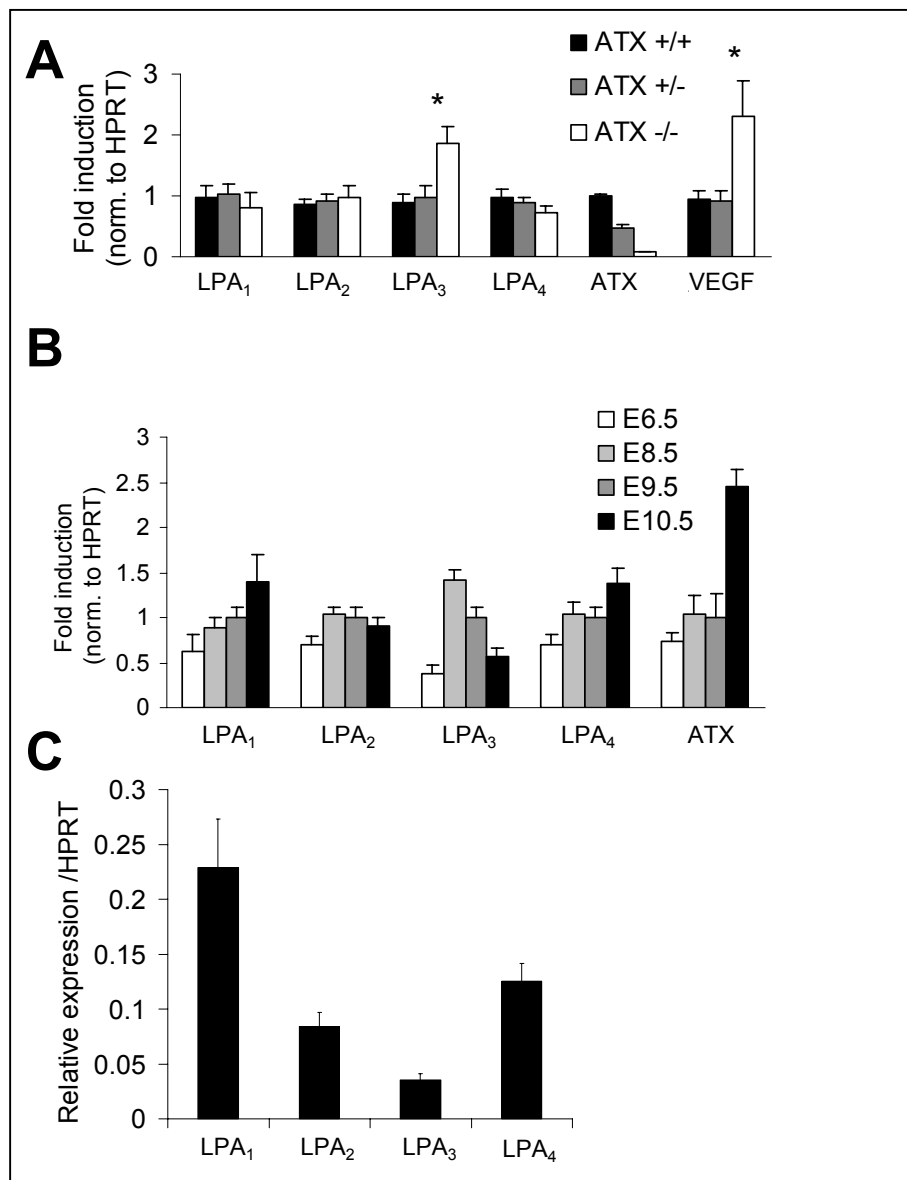 A
ATX +/+
ATX +/-
ATX -/-
*
*
Fold induction
(norm. to HPRT)
3
2
1
0
LPA₁ LPA₂ LPA₃ LPA₄ ATX VEGF
B
E6.5
E8.5
E9.5
E10.5
Fold induction
(norm. to HPRT)
3
2.5
2
1.5
1
0.5
0
LPA₁ LPA₂ LPA₃ LPA₄ ATX
C
Relative expression /HPRT
0.3
0.25
0.2
0.15
0.1
0.05
0
LPA₁ LPA₂ LPA₃ LPA₄